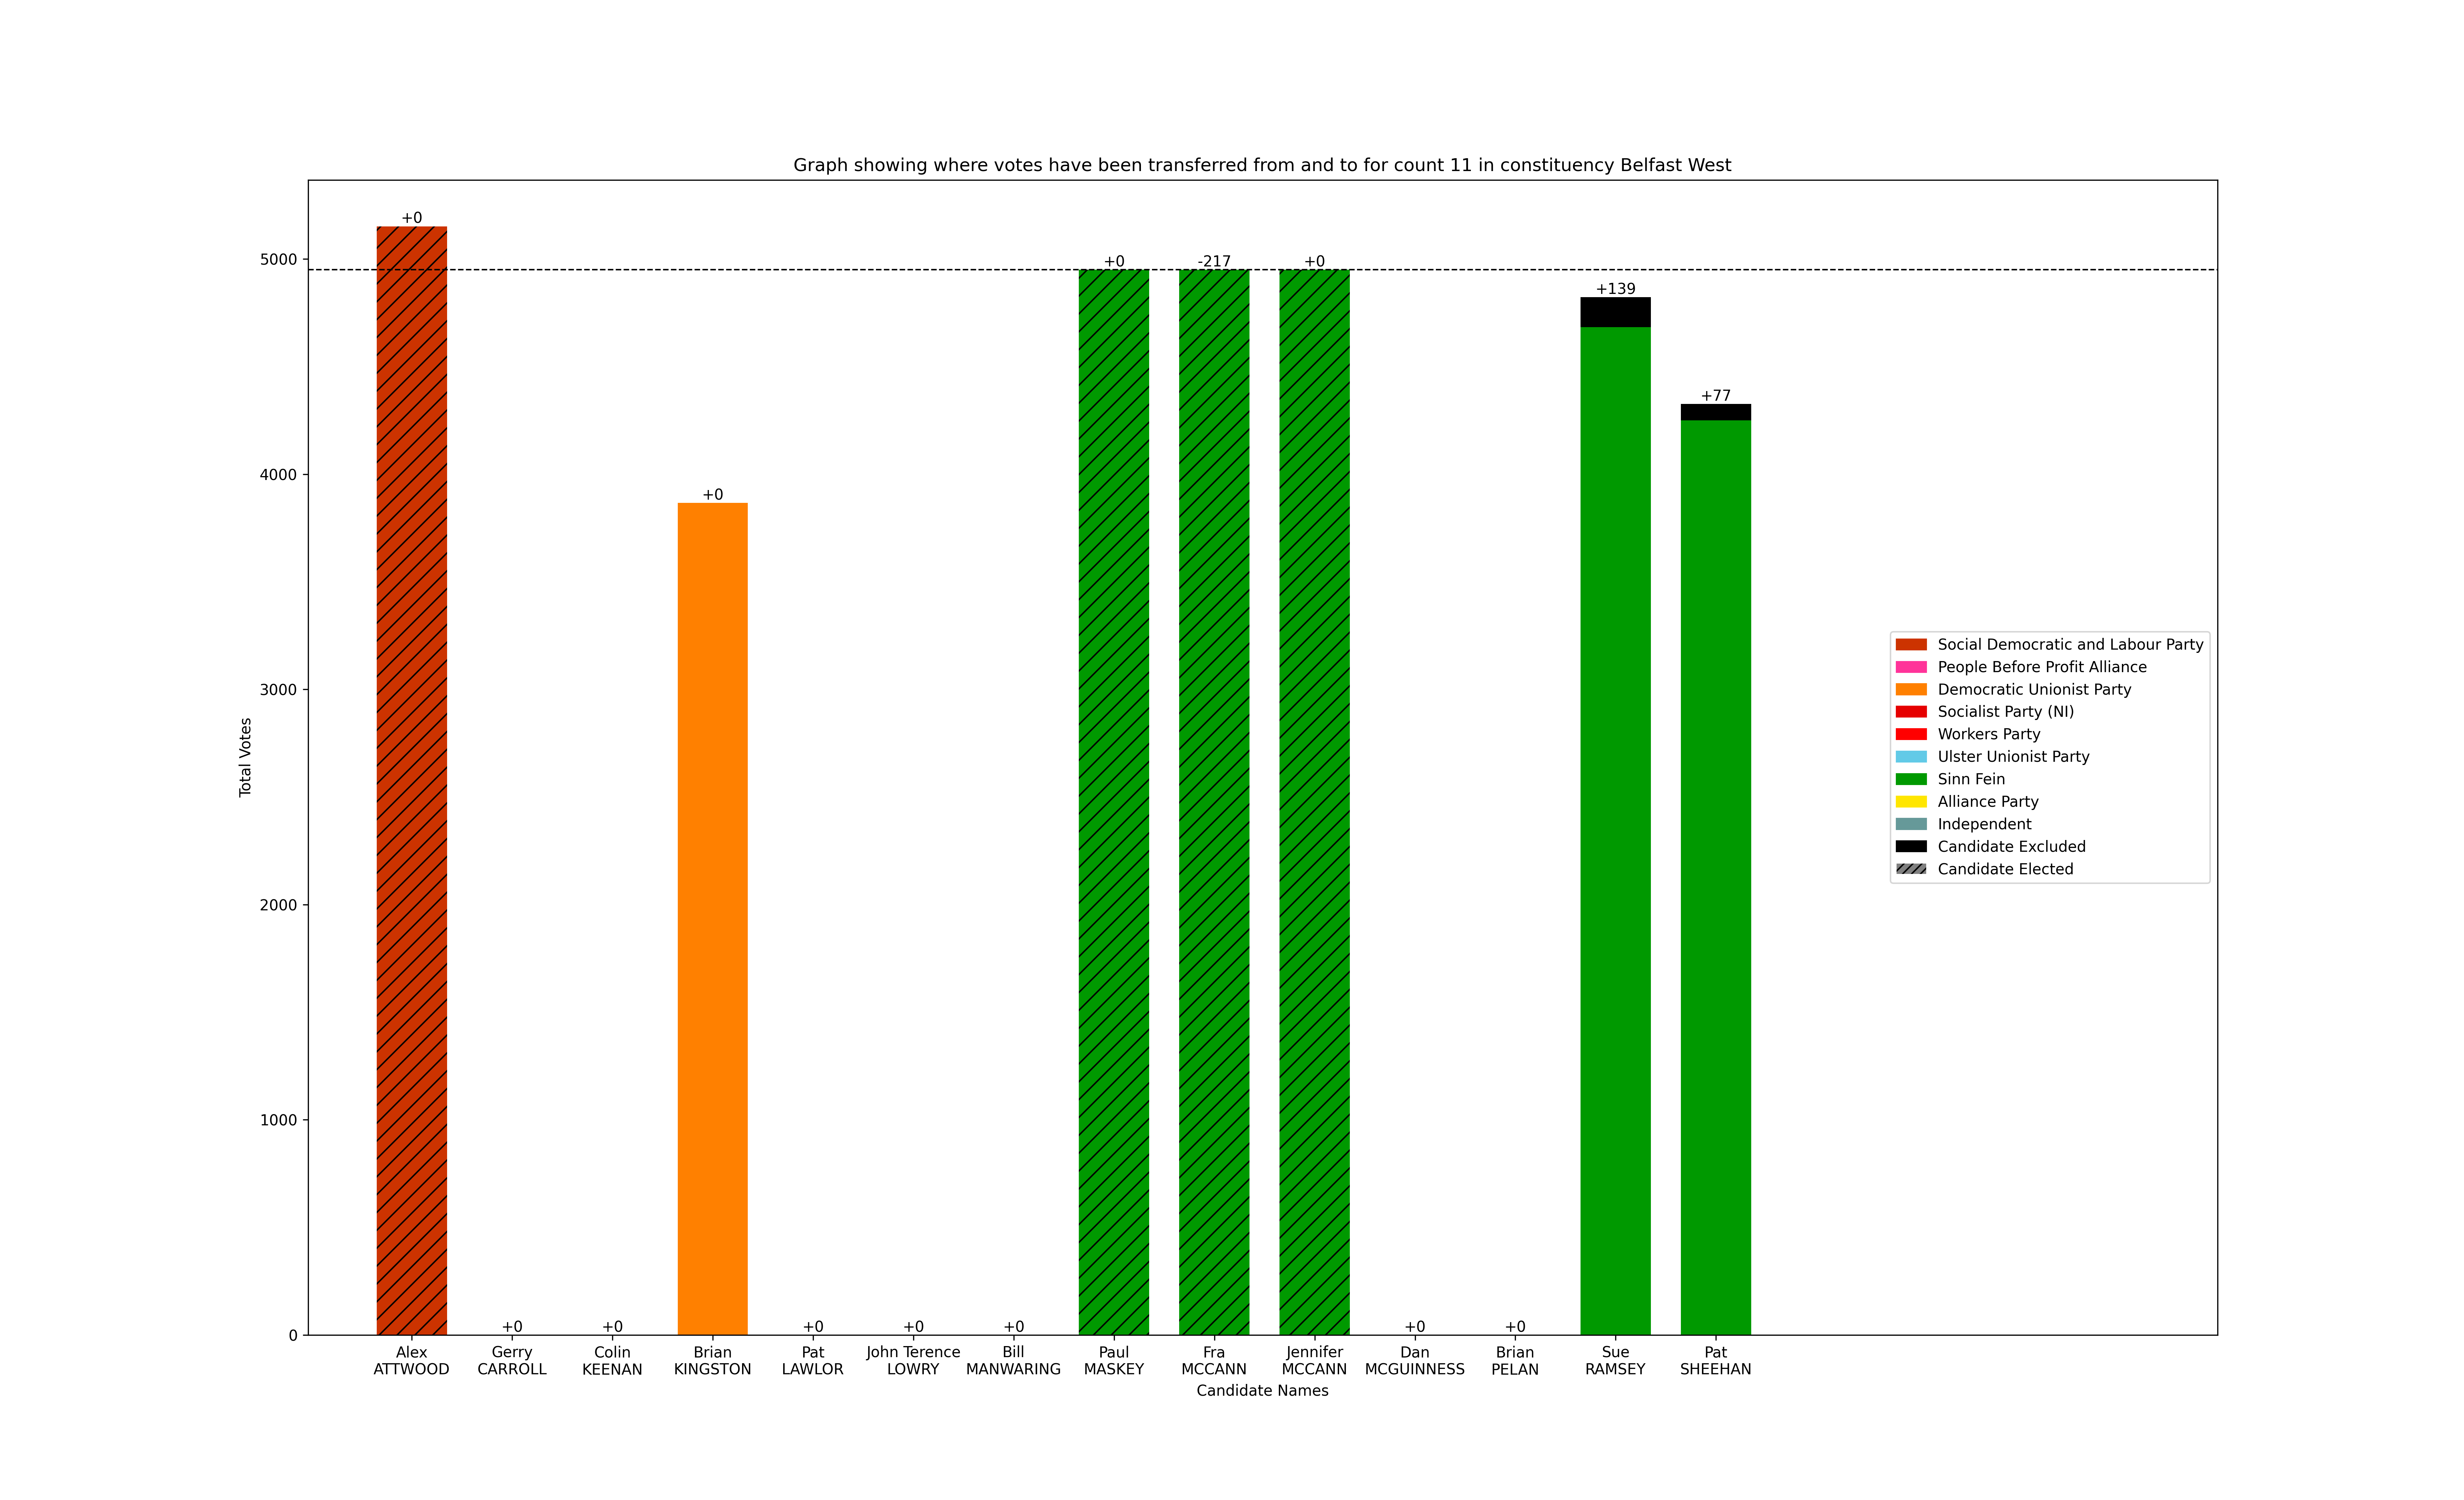 Graph showing where votes have been transferred from and to for count 11 in constituency Belfast West
Total Votes
5000
4000
3000
2000
1000
0
+0
+0
+0
+0
+0
+0
+0
+0
-217
+0
+0
+0
+139
+77
Alex
ATTWOOD
Gerry
CARROLL
Colin
KEENAN
Brian
KINGSTON
Pat
LAWLOR
John Terence
LOWRY
Bill
MANWARING
Paul
MASKEY
Fra
MCCANN
Jennifer
MCCANN
Dan
MCGUINNESS
Brian
PELAN
Sue
RAMSEY
Pat
SHEEHAN
Candidate Names
Social Democratic and Labour Party
People Before Profit Alliance
Democratic Unionist Party
Socialist Party (NI)
Workers Party
Ulster Unionist Party
Sinn Fein
Alliance Party
Independent
Candidate Excluded
Candidate Elected